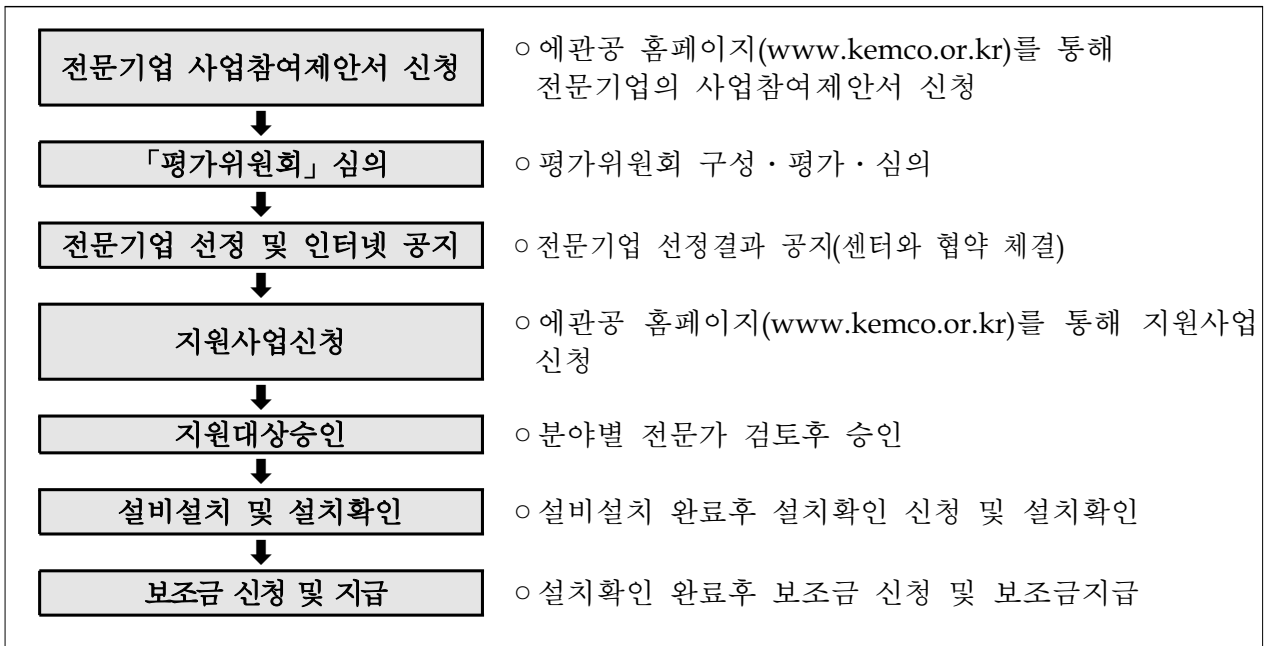 전문기업 사업참여제안서 신청
○ 에관공 홈페이지(www.kemco.or.kr)를 통해
전문기업의 사업참여제안서 신청
「평가위원회」심의
○ 평가위원회 구성・평가・심의
전문기업 선정 및 인터넷 공지
○ 전문기업 선정결과 공지(센터와 협약 체결)
지원사업신청
○ 에관공 홈페이지(www.kemco.or.kr)를 통해 지원사업
신청
지원대상승인
○ 분야별 전문가 검토후 승인
설비설치 및 설치확인
○ 설비설치 완료후 설치확인 신청 및 설치확인
보조금 신청 및 지급
○ 설치확인 완료후 보조금 신청 및 보조금지급